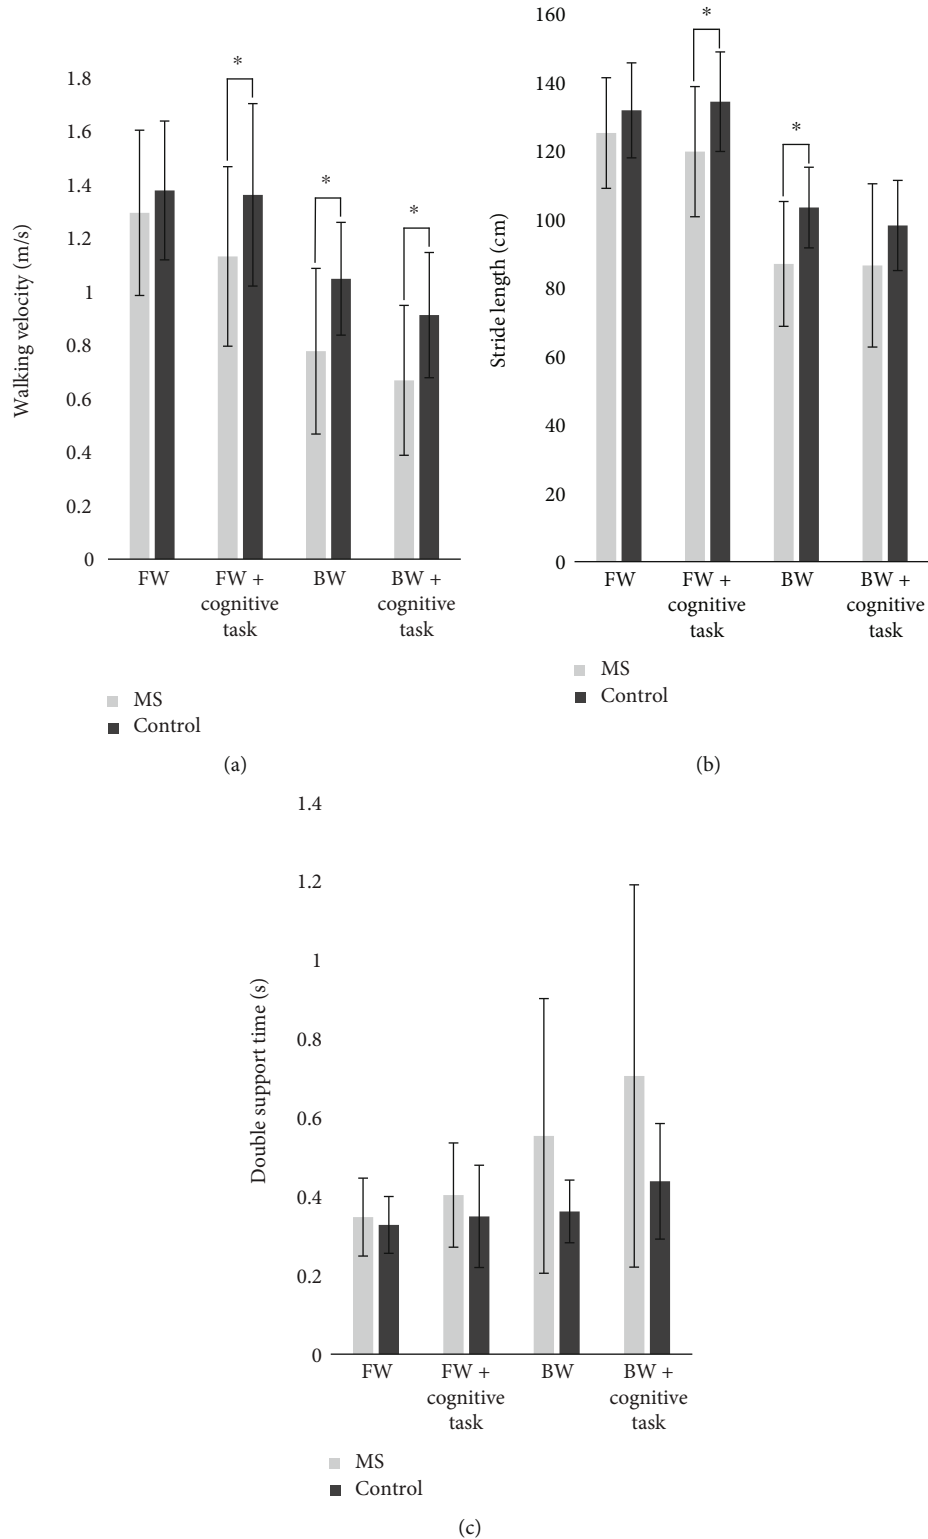 Walking velocity (m/s)
1.8
1.6
1.4
1.2
1
0.8
0.6
0.4
0.2
0
*
*
*
FW
FW +
cognitive
task
BW
BW +
cognitive
task
MS
Control
(a)
Stride length (cm)
160
140
120
100
80
60
40
20
0
*
*
FW
FW +
cognitive
task
BW
BW +
cognitive
task
MS
Control
(b)
Double support time (s)
1.4
1.2
1
0.8
0.6
0.4
0.2
0
FW
FW +
cognitive
task
BW
BW +
cognitive
task
MS
Control
(c)